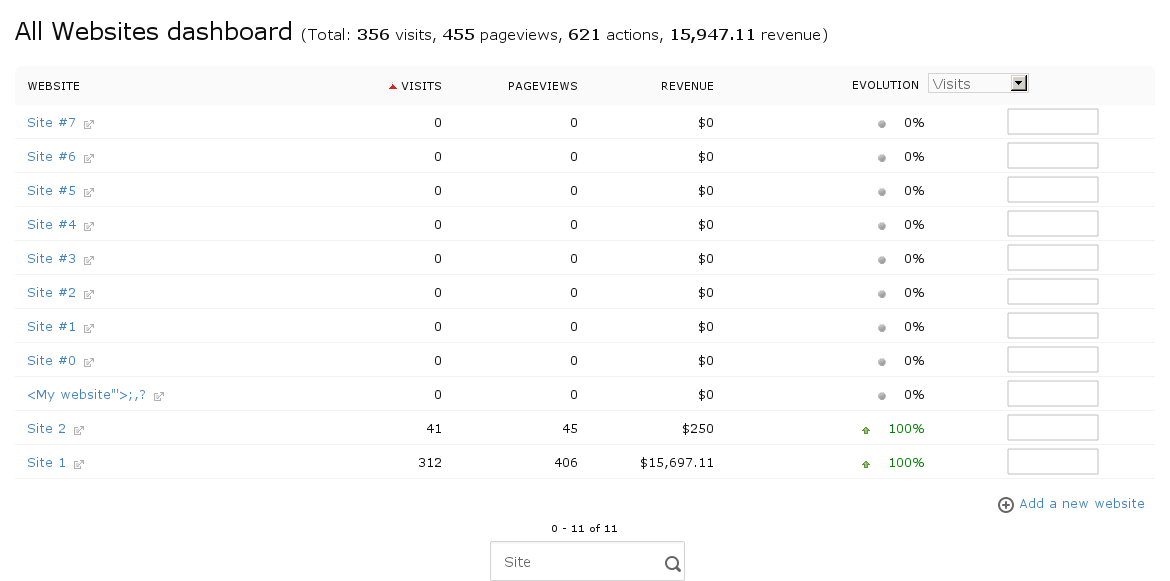 All Websites dashboard (Total: 356 visits, 455 pageviews, 621 actions, 15,947.11 revenue)
WEBSITE VISITS PAGEVIEWS REVENUE EVOLUTION Visits
Site #7 0 0 $0 0%
Site #6 0 0 $0 0%
Site #5 0 0 $0 0%
Site #4 0 0 $0 0%
Site #3 0 0 $0 0%
Site #2 0 0 $0 0%
Site #1 0 0 $0 0%
Site #0 0 0 $0 0%
<My website"'>;,? 0 0 $0 0%
Site 2 41 45 $250 100%
Site 1 312 406 $15,697.11 100%
Add a new website
0 - 11 of 11
Site